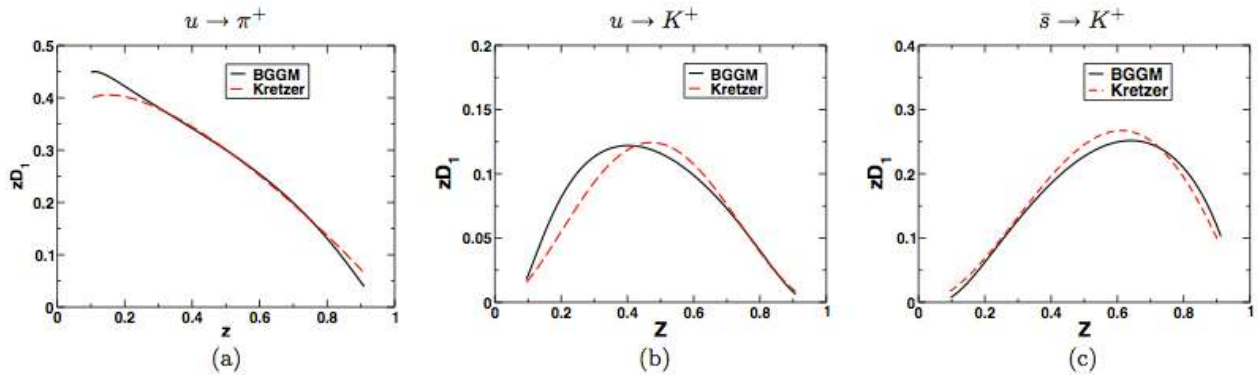 u → π⁺
0.5
0.4
0.3
0.2
0.1
0
zD₁
BGGM
Kretzer
0 0.2 0.4 0.6 0.8 1
z
(a)
u → K⁺
0.2
0.15
0.1
0.05
0
zD₁
BGGM
Kretzer
0 0.2 0.4 0.6 0.8 1
Z
(b)
s̄ → K⁺
0.4
0.3
0.2
0.1
0
zD₁
BGGM
Kretzer
0 0.2 0.4 0.6 0.8 1
Z
(c)